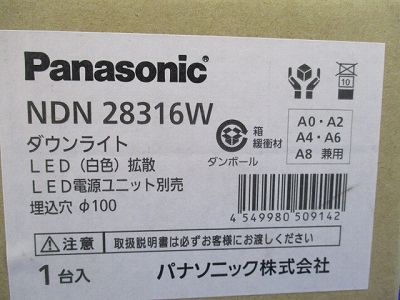 Panasonic
NDN 28316W
ダウンライト
LED（白色）拡散
LED電源ユニット別売
埋込穴 φ100
箱
緩衝材
ダンボール
A0・A2
A4・A6
A8 兼用
10
4 549980 509142
⚠注意
取扱説明書は必ずお客様にお渡しください。
1台入
パナソニック株式会社